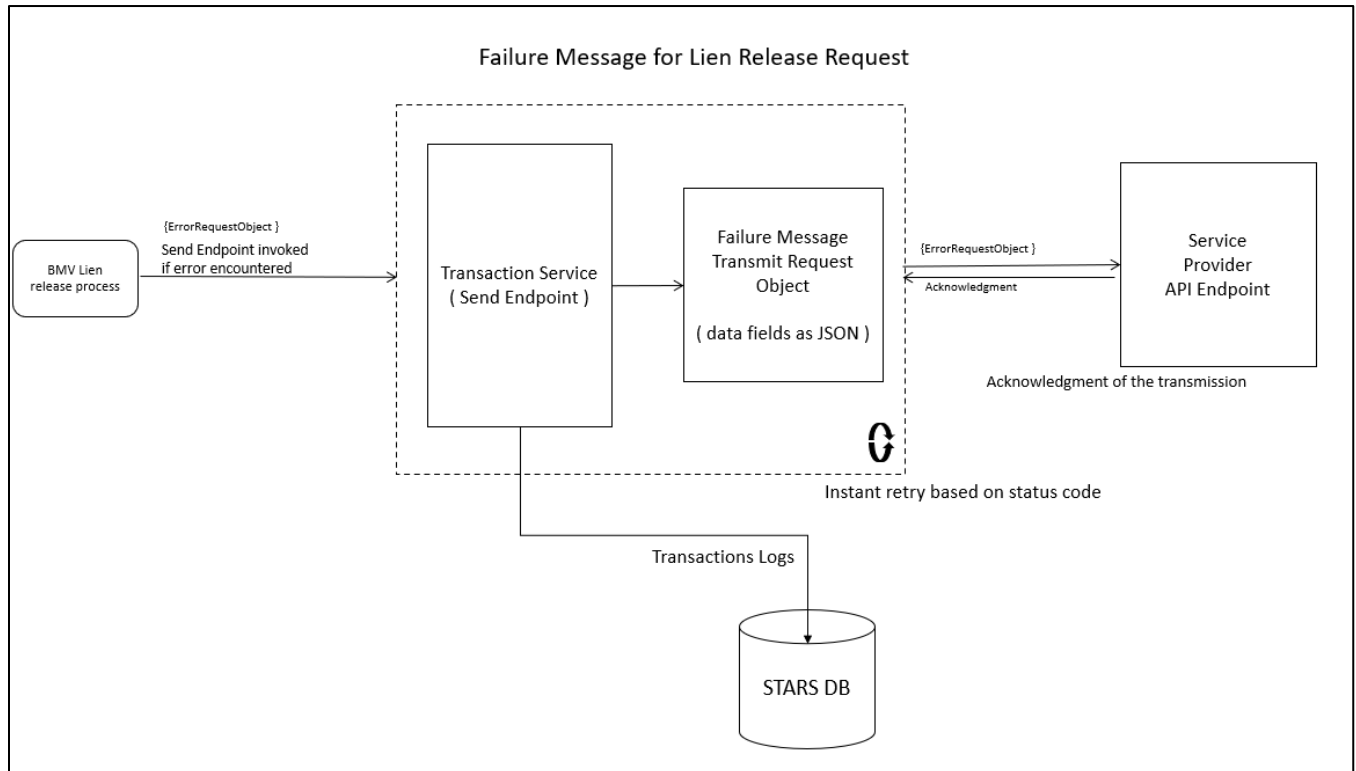 Failure Message for Lien Release Request
{ErrorRequestObject }
Send Endpoint invoked
if error encountered
BMV Lien
release process
Transaction Service
( Send Endpoint )
Failure Message
Transmit Request
Object
( data fields as JSON )
{ErrorRequestObject }
Acknowledgment
Service
Provider
API Endpoint
Acknowledgment of the transmission
Instant retry based on status code
Transactions Logs
STARS DB